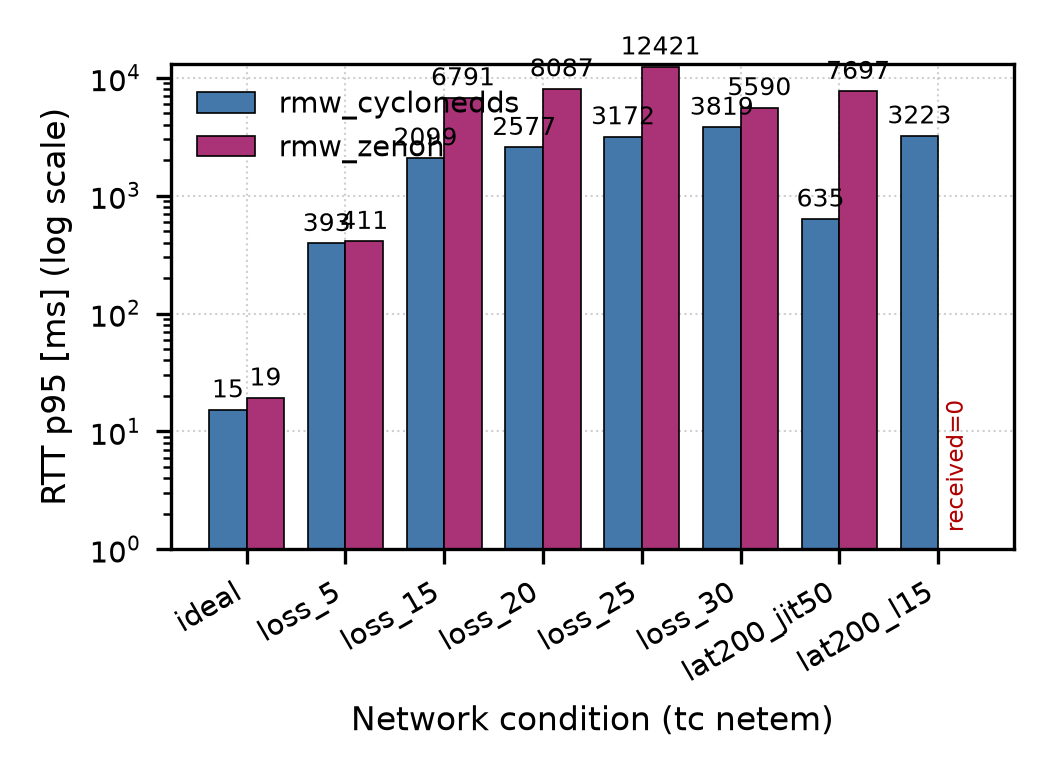 12421
6791
8087
7697
5590
3172
3819
3223
2099
2577
635
393
411
15
19
rmw_cyclonedds
rmw_zenoh
10⁴
10³
10²
10¹
10⁰
RTT p95 [ms] (log scale)
received=0
ideal
loss_5
loss_15
loss_20
loss_25
loss_30
lat200_jit50
lat200_l15
Network condition (tc netem)